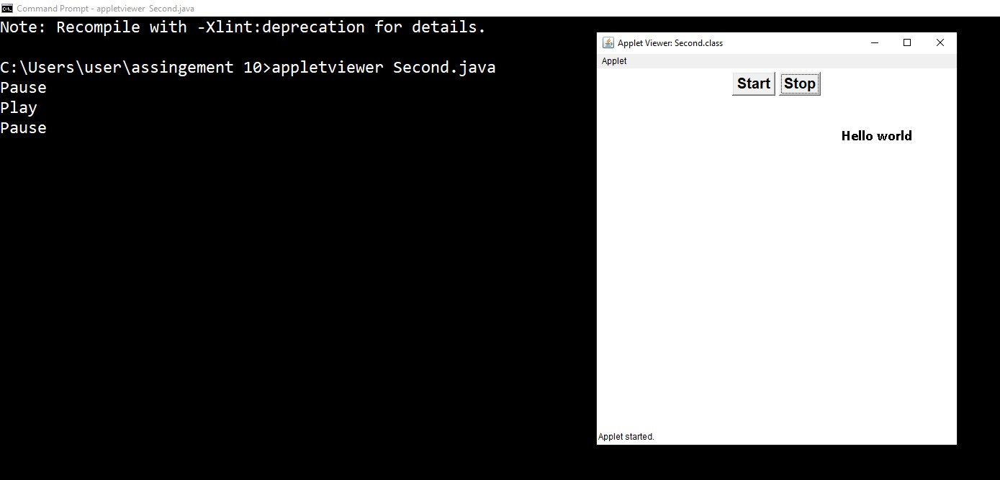 Command Prompt - appletviewer  Second.java
Note: Recompile with -Xlint:deprecation for details.
C:\Users\user\assingement 10>appletviewer Second.java
Pause
Play
Pause
Applet Viewer: Second.class
Applet
Start Stop
Hello world
Applet started.